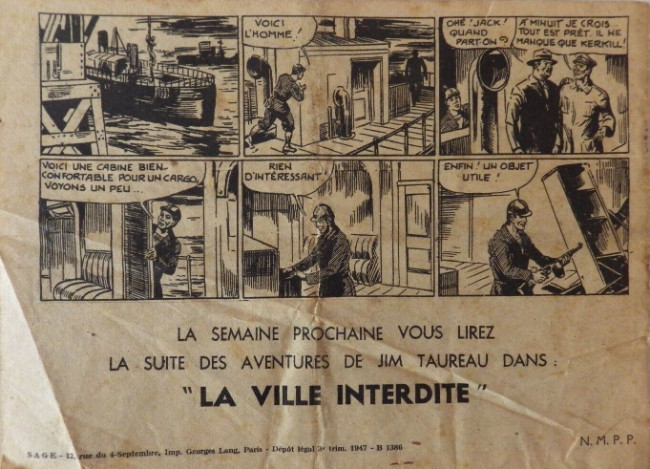 VOICI
L'HOMME!
OHÉ! JACK!
QUAND
PART-ON?
À MINUIT JE CROIS..
TOUT EST PRÊT. IL NE
MANQUE QUE KERKILL!
VOICI UNE CABINE BIEN
CONFORTABLE POUR UN CARGO,
VOYONS UN PEU...
RIEN
D'INTÉRESSANT
ENFIN! UN OBJET
UTILE!
LA SEMAINE PROCHAINE VOUS LIREZ
LA SUITE DES AVENTURES DE JIM TAUREAU DANS :
"LA VILLE INTERDITE"
N. M. P. P.
SAGE - 12, rue du 4-Septembre, Imp. Georges Lang, Paris - Dépôt légal 3e trim. 1947 - B 1386